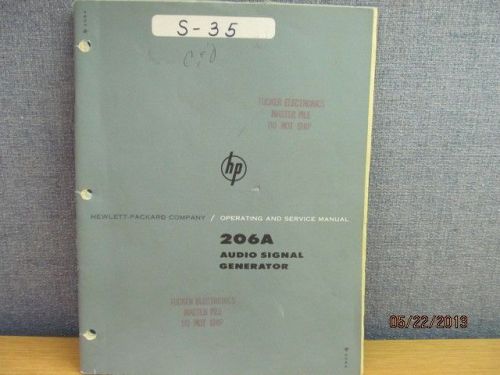 S-35
TUCKER ELECTRONICS
MASTER FILE
DO NOT SHIP
hp
HEWLETT-PACKARD COMPANY / OPERATING AND SERVICE MANUAL
206A
AUDIO SIGNAL
GENERATOR
TUCKER ELECTRONICS
MASTER FILE
DO NOT SHIP
05/22/2013